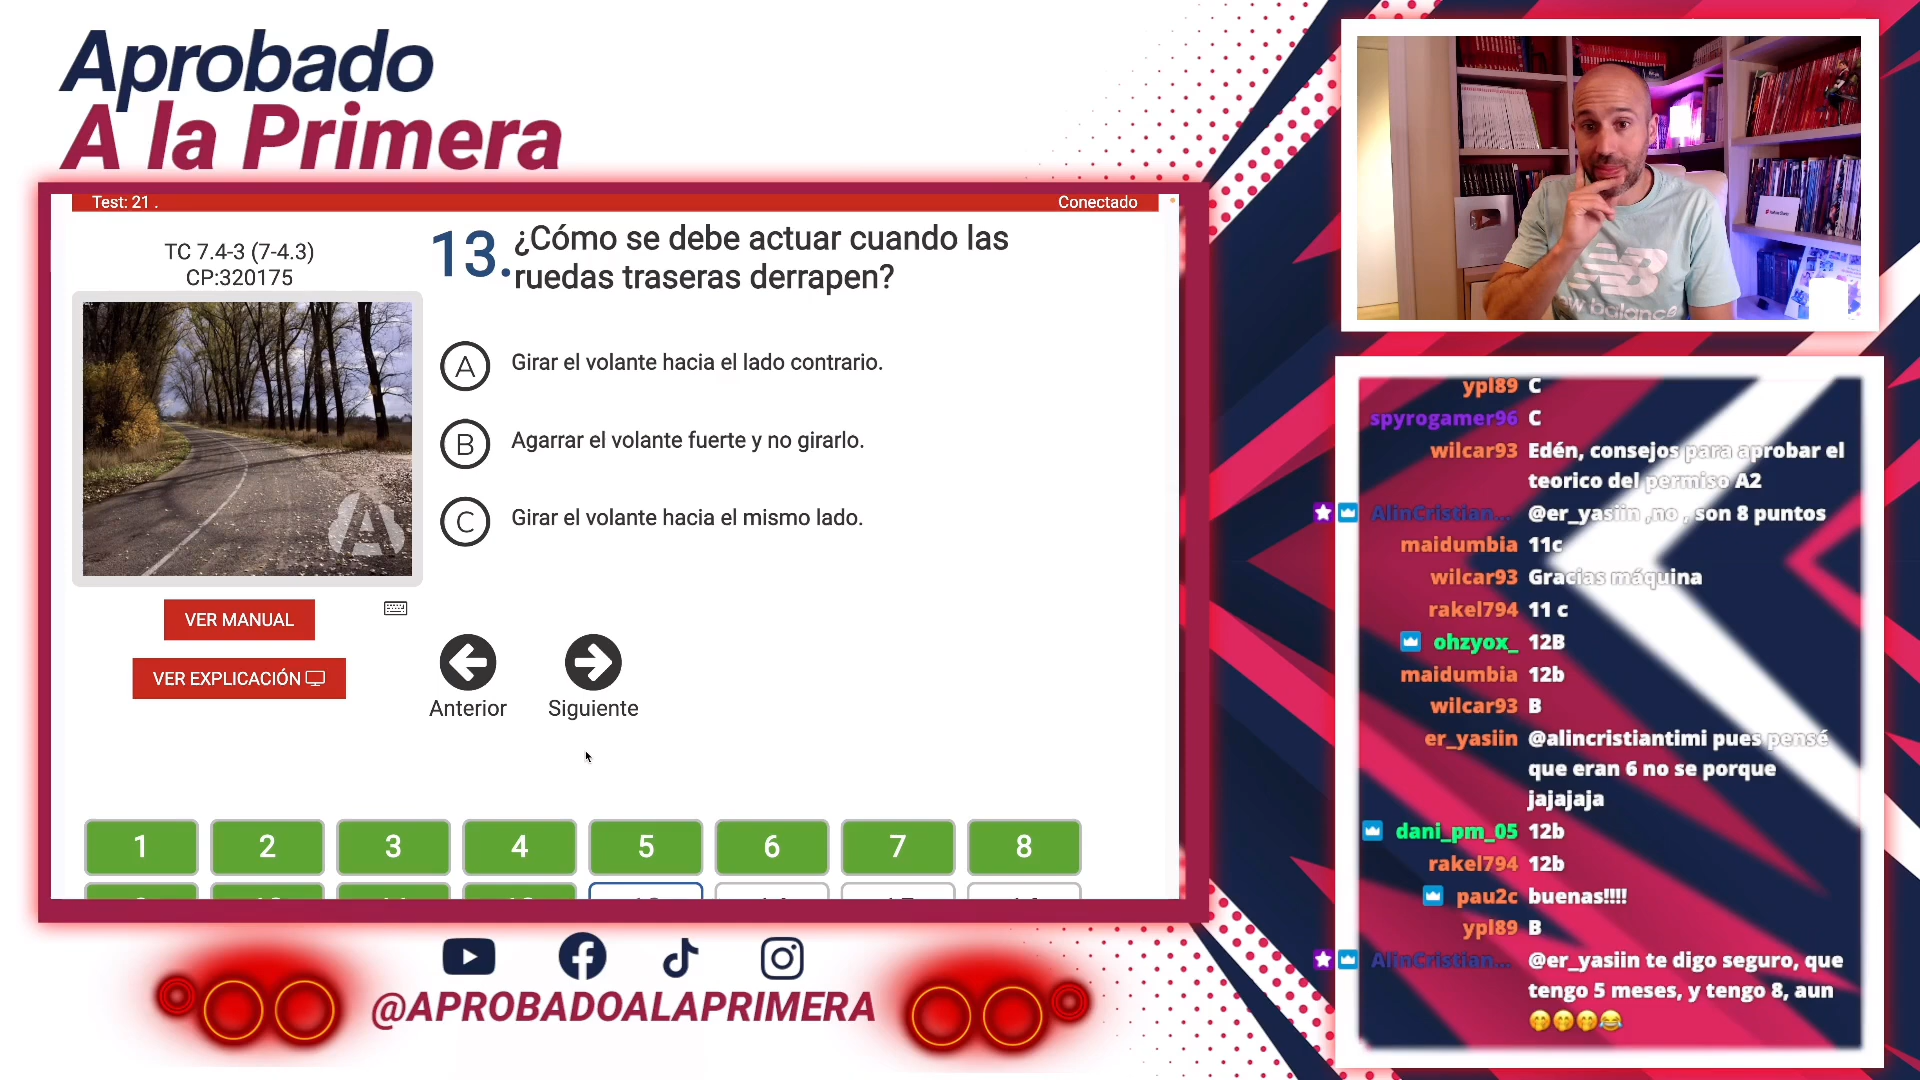 Aprobado
A la Primera
Test: 21 .
Conectado
TC 7.4-3 (7-4.3)
CP:320175
13. ¿Cómo se debe actuar cuando las
ruedas traseras derrapen?
A Girar el volante hacia el lado contrario.
B Agarrar el volante fuerte y no girarlo.
C Girar el volante hacia el mismo lado.
VER MANUAL
VER EXPLICACIÓN
Anterior
Siguiente
1 2 3 4 5 6 7 8
@APROBADOALAPRIMERA
new balance
ypl89 C
spyrogamer96 C
wilcar93 Edén, consejos para aprobar el
teorico del permiso A2
AlinCristian... @er_yasiin ,no , son 8 puntos
maidumbia 11c
wilcar93 Gracias máquina
rakel794 11 c
ohzyox_ 12B
maidumbia 12b
wilcar93 B
er_yasiin @alincristiantimi pues pensé
que eran 6 no se porque
jajajaja
dani_pm_05 12b
rakel794 12b
pau2c buenas!!!!
ypl89 B
AlinCristian... @er_yasiin te digo seguro, que
tengo 5 meses, y tengo 8, aun
🤭🤭🤭😂